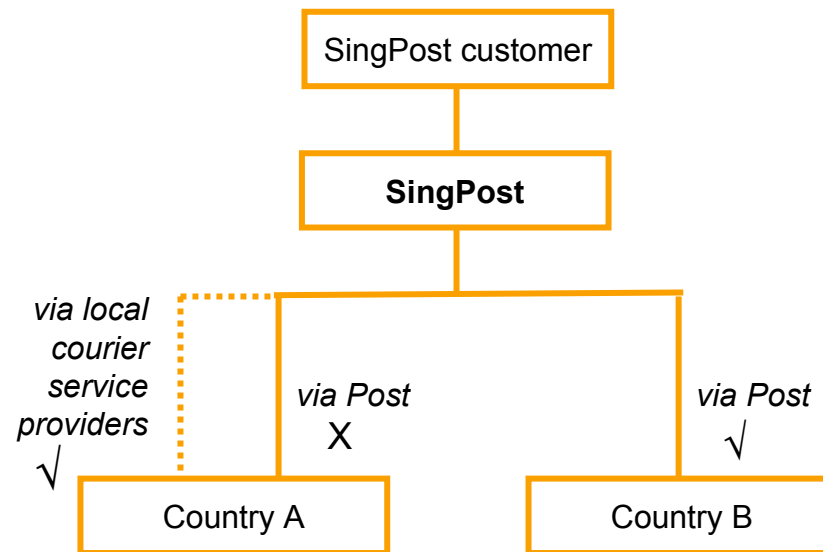 SingPost customer
SingPost
via local
courier
service
providers
√
via Post
X
via Post
√
Country A
Country B